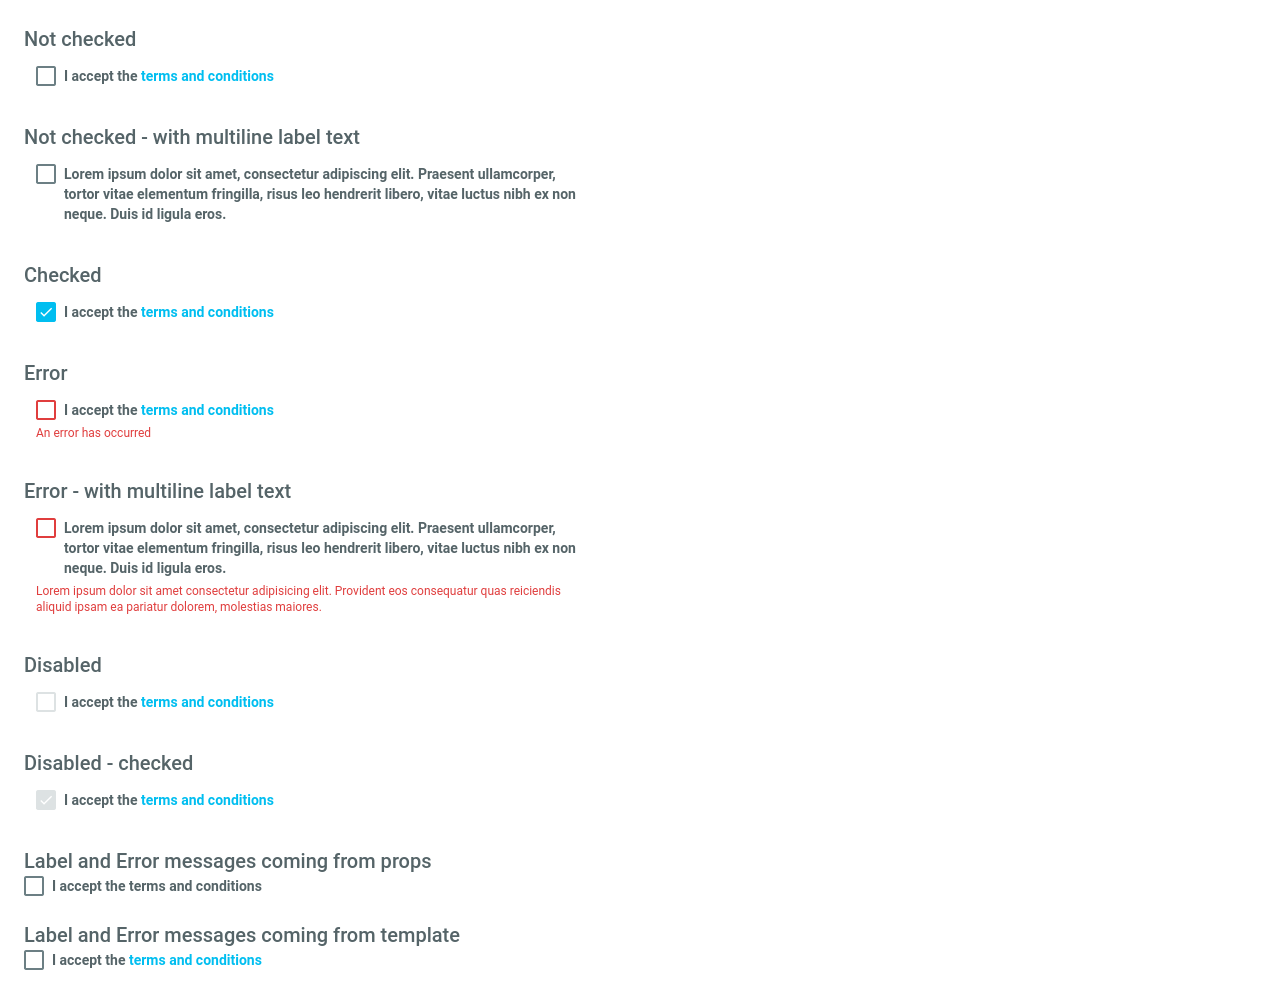 Not checked
I accept the terms and conditions
Not checked - with multiline label text
Lorem ipsum dolor sit amet, consectetur adipiscing elit. Praesent ullamcorper,
tortor vitae elementum fringilla, risus leo hendrerit libero, vitae luctus nibh ex non
neque. Duis id ligula eros.
Checked
I accept the terms and conditions
Error
I accept the terms and conditions
An error has occurred
Error - with multiline label text
Lorem ipsum dolor sit amet, consectetur adipiscing elit. Praesent ullamcorper,
tortor vitae elementum fringilla, risus leo hendrerit libero, vitae luctus nibh ex non
neque. Duis id ligula eros.
Lorem ipsum dolor sit amet consectetur adipisicing elit. Provident eos consequatur quas reiciendis
aliquid ipsam ea pariatur dolorem, molestias maiores.
Disabled
I accept the terms and conditions
Disabled - checked
I accept the terms and conditions
Label and Error messages coming from props
I accept the terms and conditions
Label and Error messages coming from template
I accept the terms and conditions